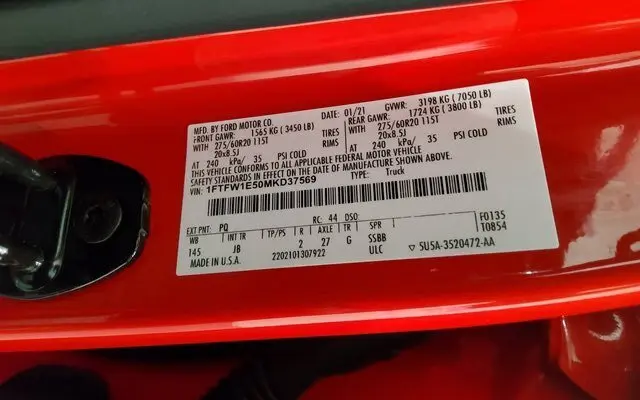 MFD. BY FORD MOTOR CO.
01/21 GVWR: 3198 KG ( 7050 LB)
FRONT GAWR: 1565 KG ( 3450 LB)
REAR GAWR: 1724 KG ( 3800 LB)
WITH 275/60R20 115T TIRES
WITH 275/60R20 115T TIRES
20x8.5J RIMS
20x8.5J RIMS
AT 240 kPa/ 35 PSI COLD
AT 240 kPa/ 35 PSI COLD
THIS VEHICLE CONFORMS TO ALL APPLICABLE FEDERAL MOTOR VEHICLE
SAFETY STANDARDS IN EFFECT ON THE DATE OF MANUFACTURE SHOWN ABOVE.
VIN: 1FTFW1E50MKD37569
TYPE: Truck
EXT PNT: PQ RC: 44 DSO: F0135
WB INT TR TP/PS R AXLE TR SPR T0854
145 JB 2 27 G SSBB
MADE IN U.S.A. 2202101307922 ULC ▽ 5U5A-3520472-AA